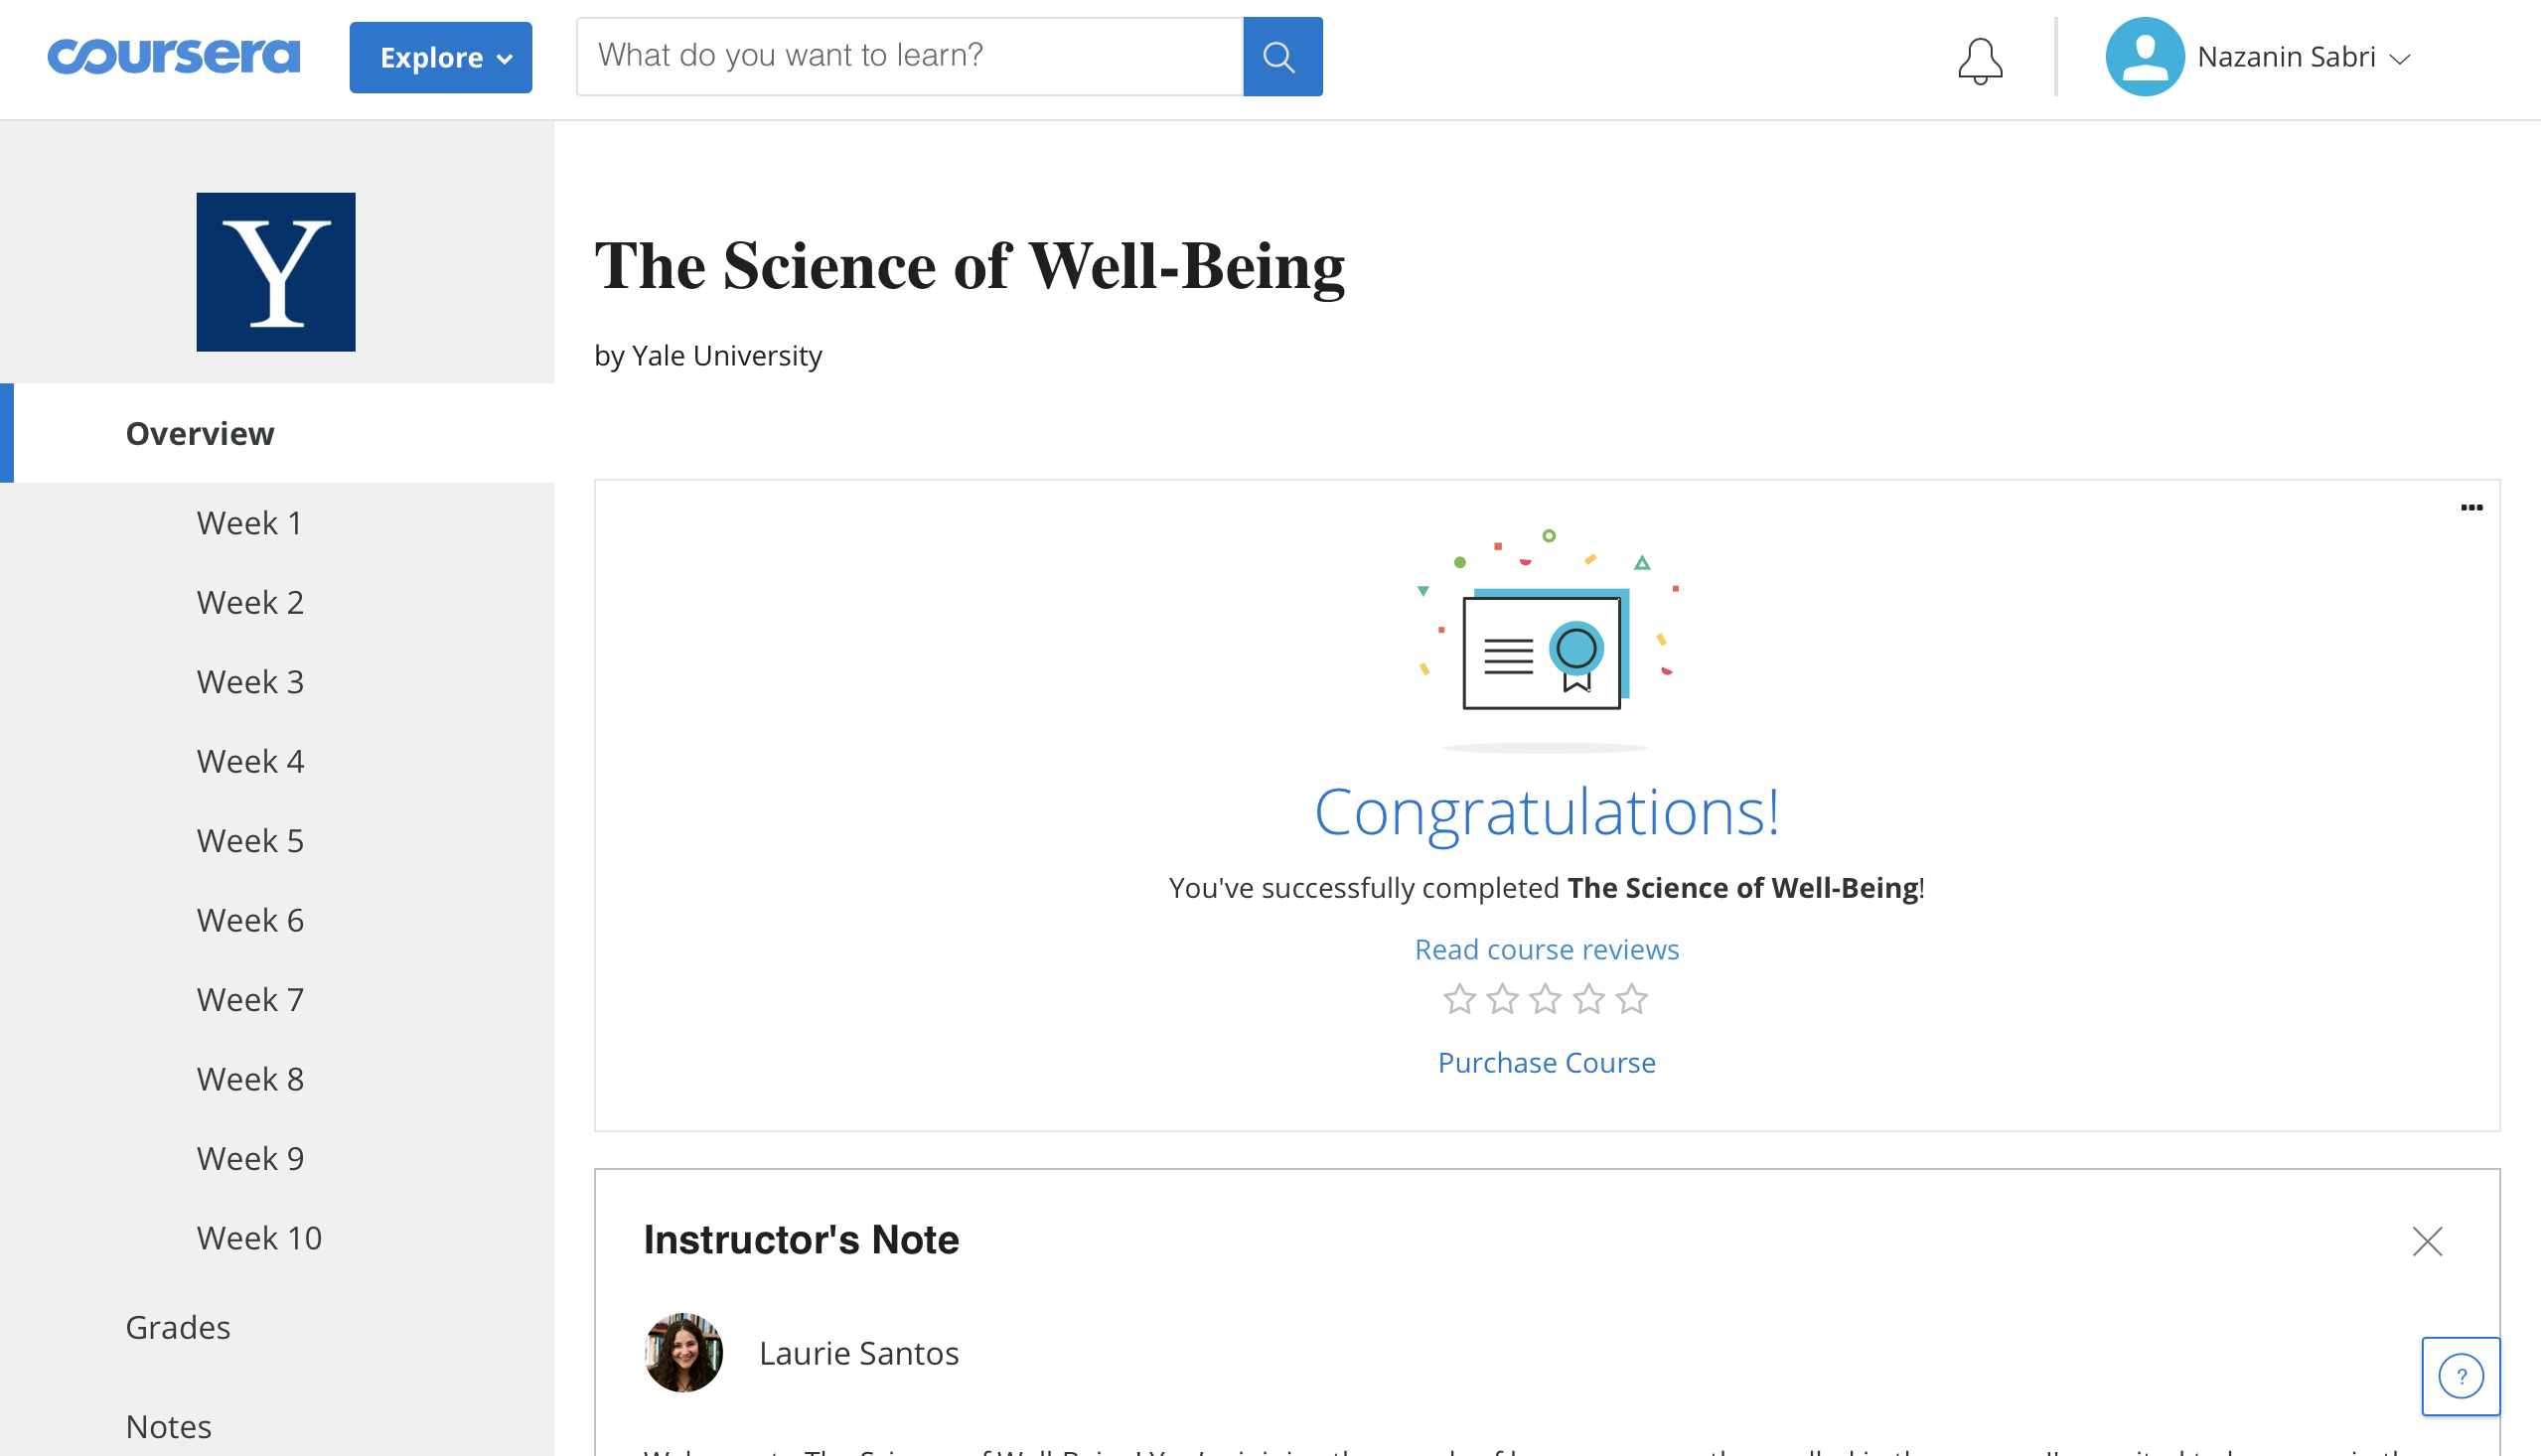 coursera
Explore
What do you want to learn?
Nazanin Sabri
Y
The Science of Well-Being
by Yale University
Overview
Week 1
Week 2
Week 3
Week 4
Week 5
Week 6
Week 7
Week 8
Week 9
Week 10
Grades
Notes
Congratulations!
You've successfully completed The Science of Well-Being!
Read course reviews
Purchase Course
Instructor's Note
Laurie Santos
?